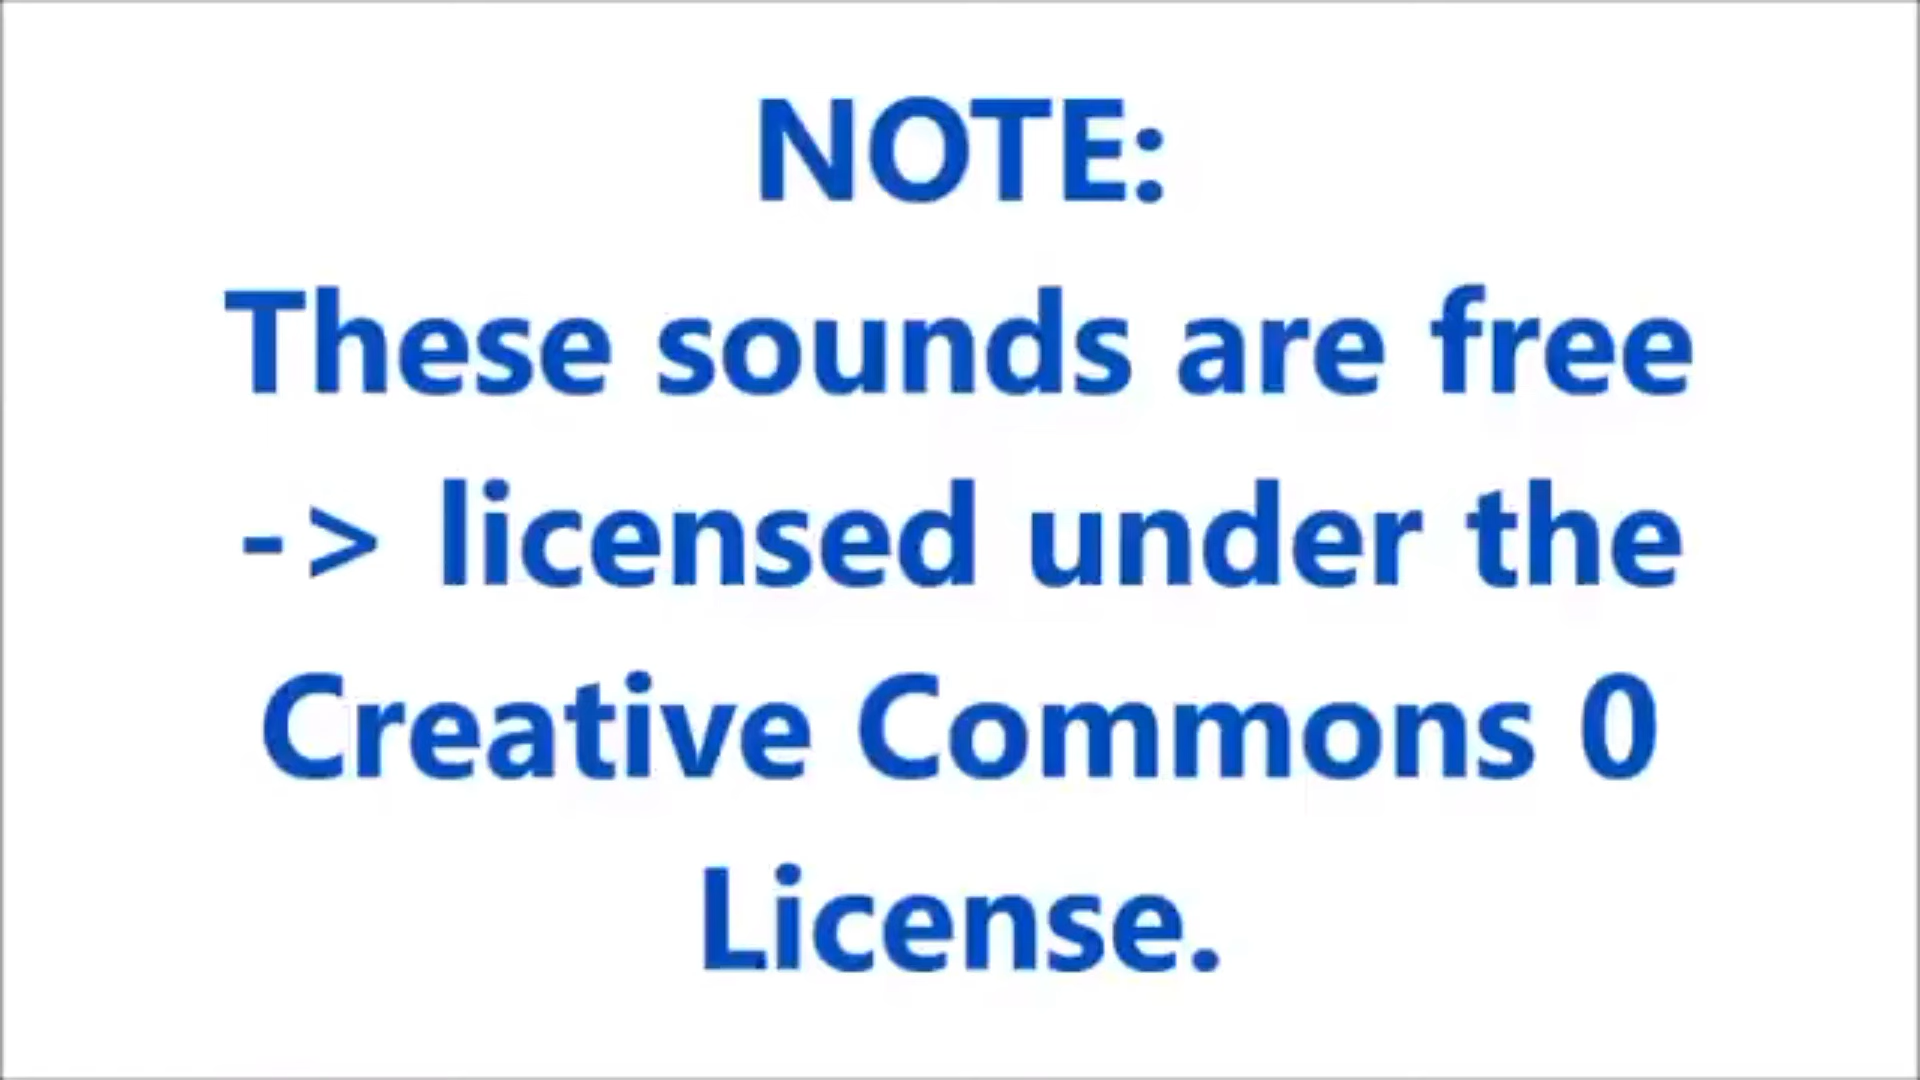 NOTE:
These sounds are free
-> licensed under the
Creative Commons 0
License.